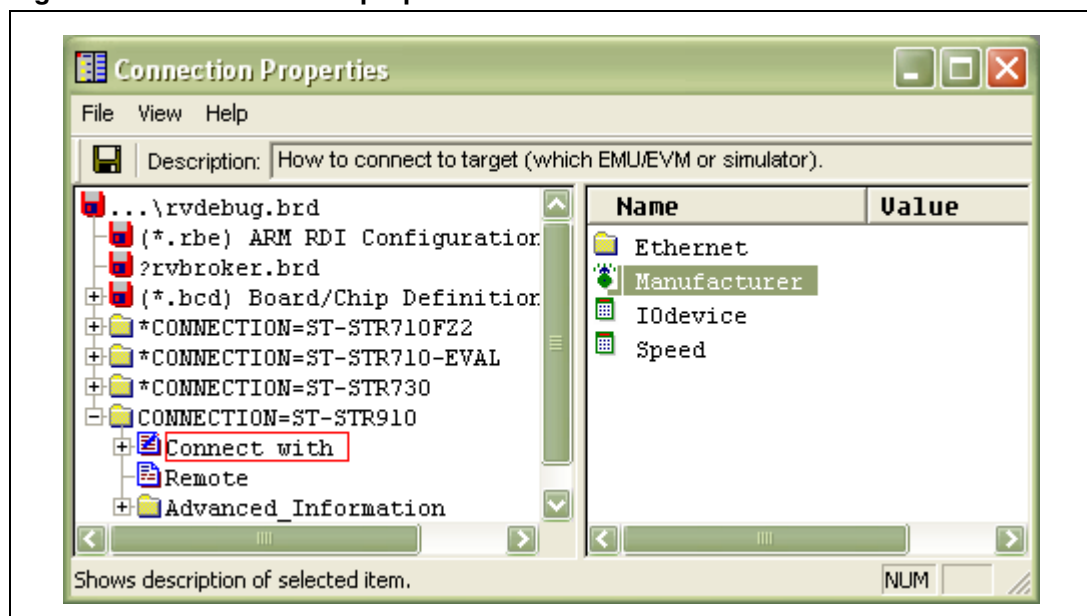 Connection Properties
File View Help
Description: How to connect to target (which EMU/EVM or simulator).
...\rvdebug.brd
(*.rbe) ARM RDI Configuration
?rvbroker.brd
(*.bcd) Board/Chip Definition
*CONNECTION=ST-STR710FZ2
*CONNECTION=ST-STR710-EVAL
*CONNECTION=ST-STR730
CONNECTION=ST-STR910
Connect with
Remote
Advanced_Information
Name Value
Ethernet
Manufacturer
IOdevice
Speed
Shows description of selected item.
NUM